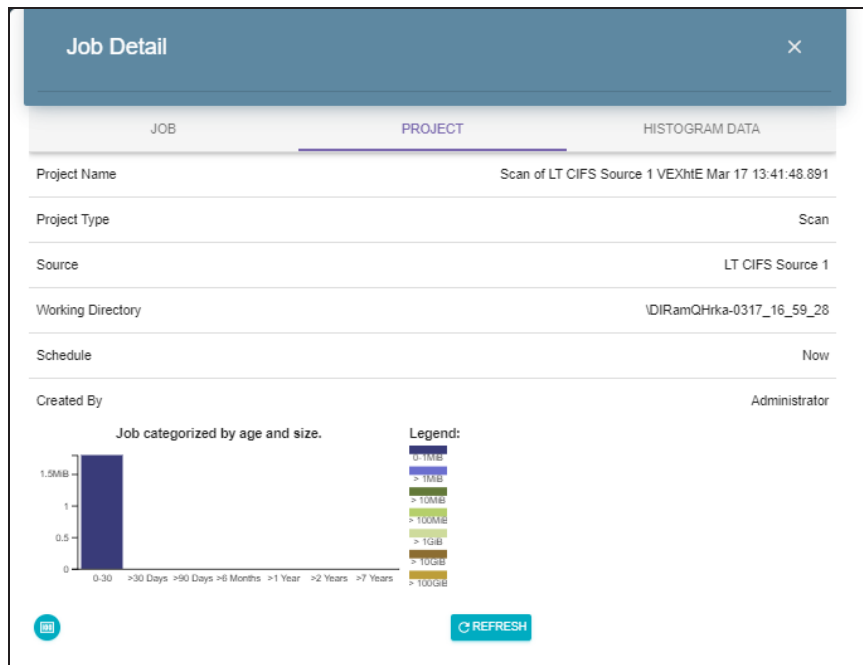 Job Detail
JOB PROJECT HISTOGRAM DATA
Project Name Scan of LT CIFS Source 1 VEXhtE Mar 17 13:41:48.891
Project Type Scan
Source LT CIFS Source 1
Working Directory \DIRamQHrka-0317_16_59_28
Schedule Now
Created By Administrator
Job categorized by age and size.
1.5MiB
1
0.5
0
0-30 >30 Days >90 Days >6 Months >1 Year >2 Years >7 Years
Legend:
0-1MiB
> 1MiB
> 10MiB
> 100MiB
> 1GiB
> 10GiB
> 100GiB
REFRESH